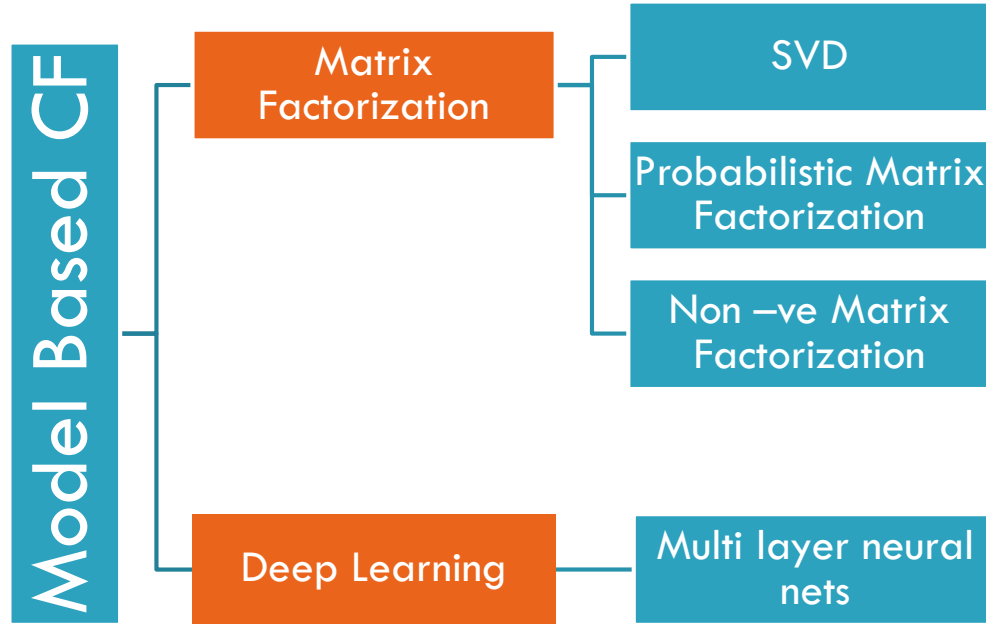 Model Based CF
Matrix
Factorization
SVD
Probabilistic Matrix
Factorization
Non –ve Matrix
Factorization
Deep Learning
Multi layer neural
nets